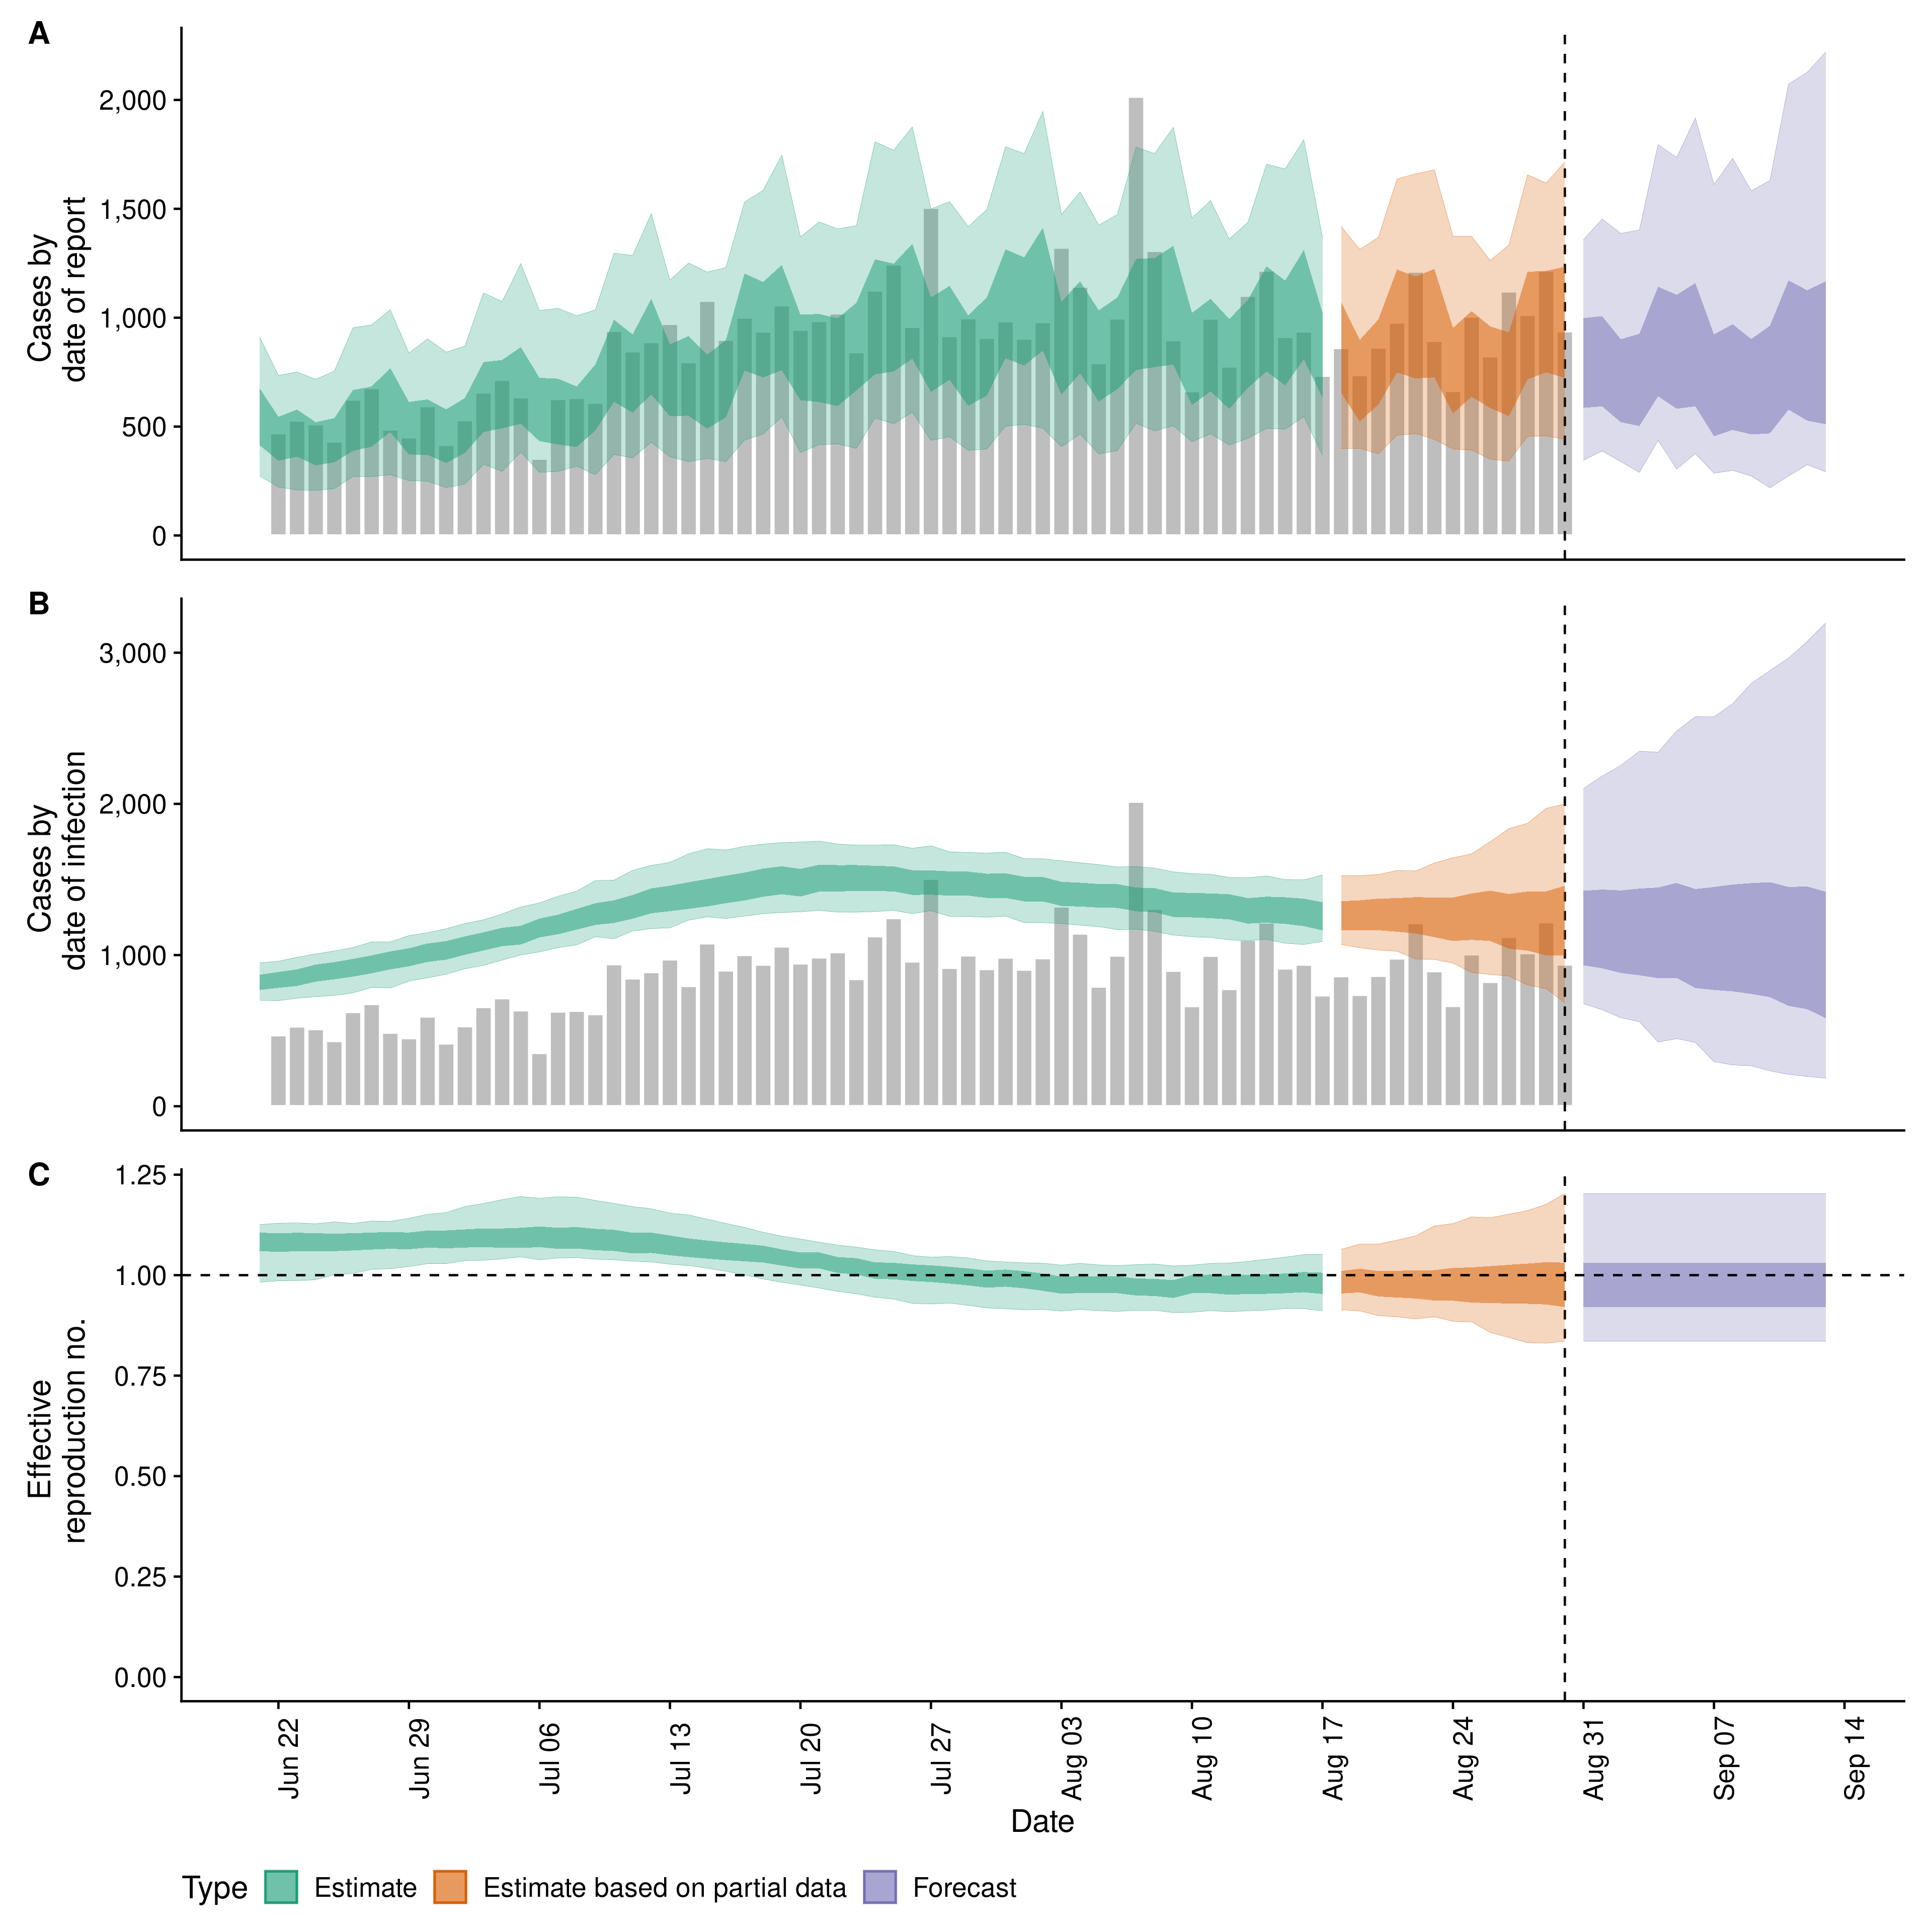 A
Cases by
date of report
2,000
1,500
1,000
500
0
B
Cases by
date of infection
3,000
2,000
1,000
0
C
Effective
reproduction no.
1.25
1.00
0.75
0.50
0.25
0.00
Jun 22
Jun 29
Jul 06
Jul 13
Jul 20
Jul 27
Aug 03
Aug 10
Aug 17
Aug 24
Aug 31
Sep 07
Sep 14
Date
Type Estimate Estimate based on partial data Forecast